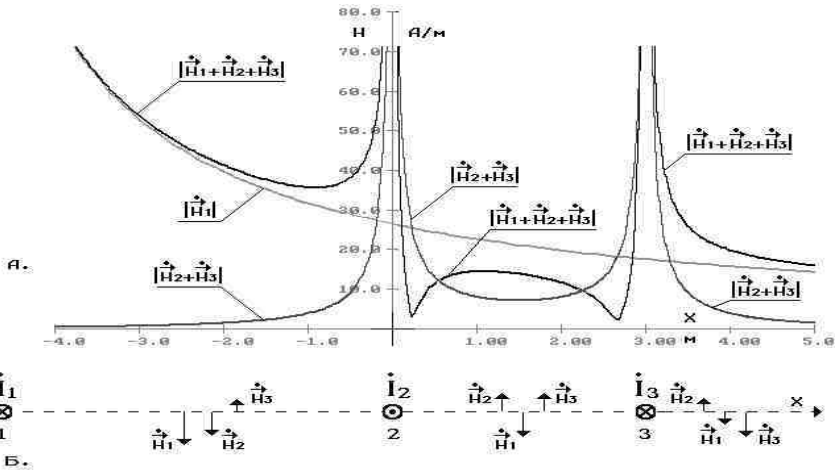 80.0
H А/м
70.0
|Ḣ1+Ḣ2+Ḣ3|
60.0
50.0
|Ḣ1+Ḣ2+Ḣ3|
40.0
|Ḣ2+Ḣ3|
|Ḣ1|
30.0
|Ḣ1+Ḣ2+Ḣ3|
20.0
А.
|Ḣ2+Ḣ3|
10.0
|Ḣ2+Ḣ3|
X
-4.0 -3.0 -2.0 -1.0 1.00 2.00 3.00 м 4.00 5.0
İ1 Ḣ3 İ2 Ḣ2 Ḣ3 İ3 Ḣ2 X
1 Ḣ1 Ḣ2 2 Ḣ1 3 Ḣ1 Ḣ3
Б.